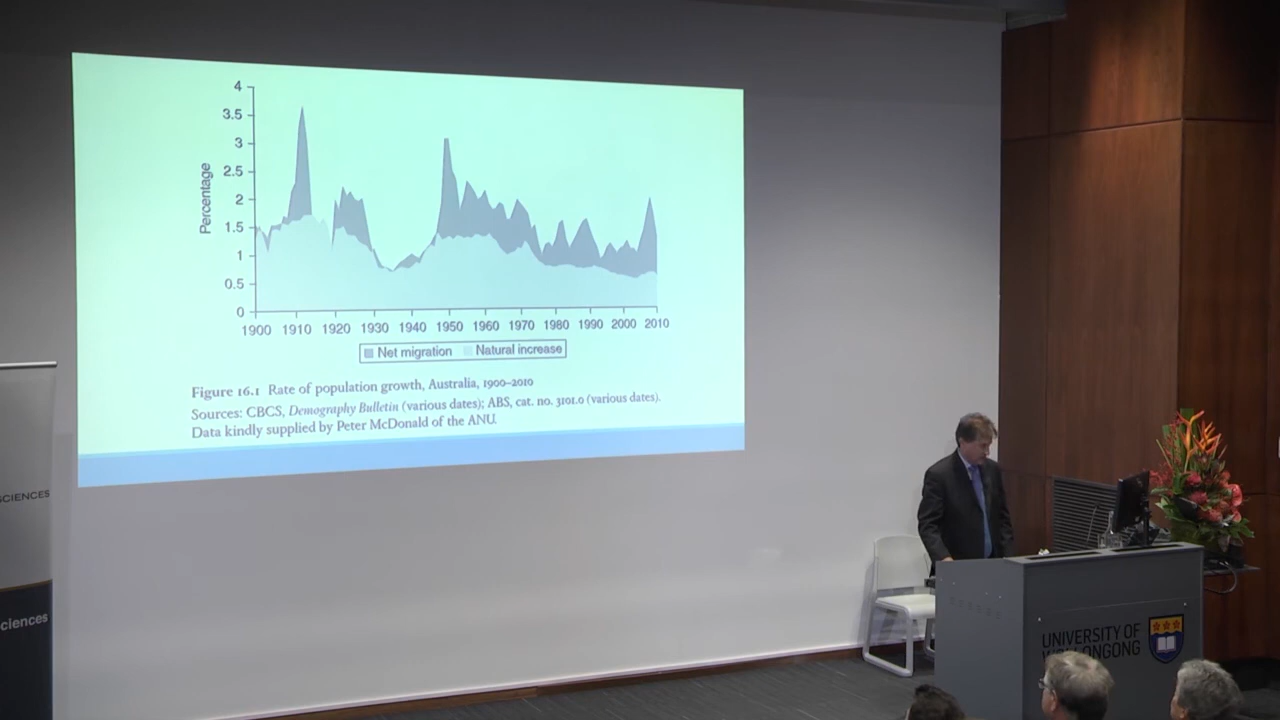 4
3.5
3
2.5
2
1.5
1
0.5
0
Percentage
1900 1910 1920 1930 1940 1950 1960 1970 1980 1990 2000 2010
Net migration Natural increase
Figure 16.1 Rate of population growth, Australia, 1900–2010
Sources: CBCS, Demography Bulletin (various dates); ABS, cat. no. 3101.0 (various dates).
Data kindly supplied by Peter McDonald of the ANU.
SCIENCES
ciences
UNIVERSITY OF
WOLLONGONG